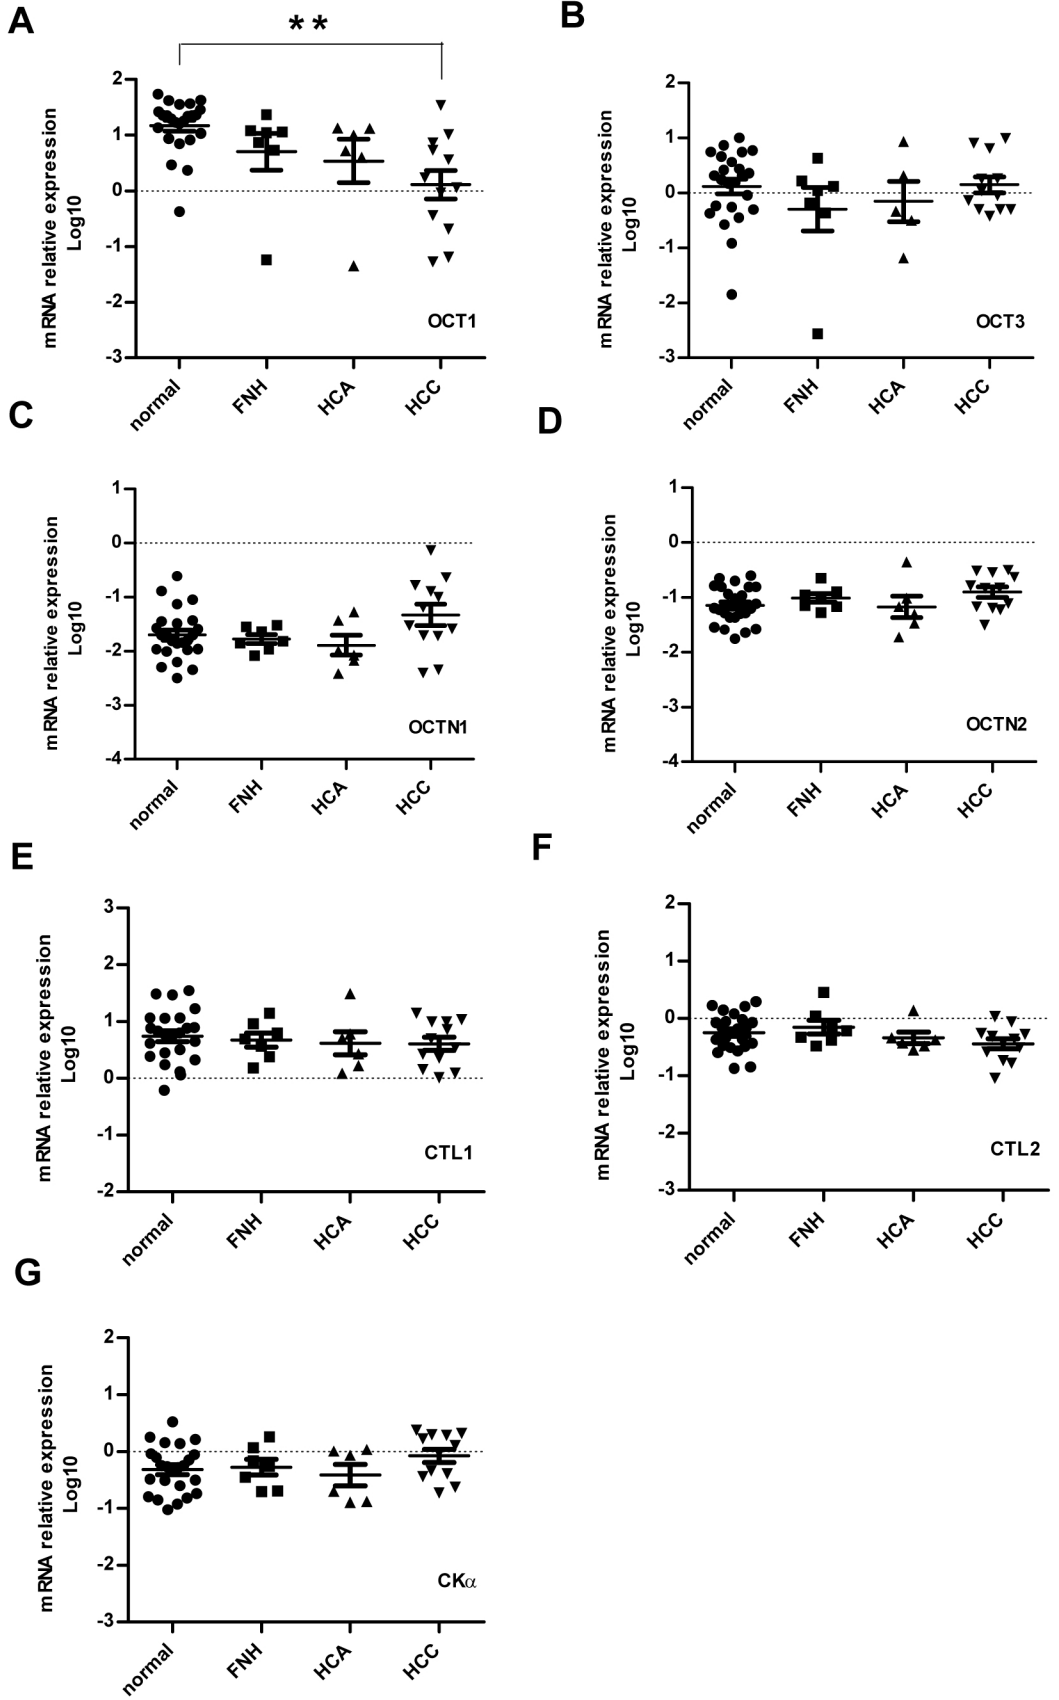 A
**
mRNA relative expression
Log10
2
1
0
-1
-2
-3
OCT1
normal
FNH
HCA
HCC
B
mRNA relative expression
Log10
2
1
0
-1
-2
-3
OCT3
normal
FNH
HCA
HCC
C
mRNA relative expression
Log10
1
0
-1
-2
-3
-4
OCTN1
normal
FNH
HCA
HCC
D
mRNA relative expression
Log10
1
0
-1
-2
-3
-4
OCTN2
normal
FNH
HCA
HCC
E
mRNA relative expression
Log10
3
2
1
0
-1
-2
CTL1
normal
FNH
HCA
HCC
F
mRNA relative expression
Log10
2
1
0
-1
-2
-3
CTL2
normal
FNH
HCA
HCC
G
mRNA relative expression
Log10
2
1
0
-1
-2
-3
CKα
normal
FNH
HCA
HCC